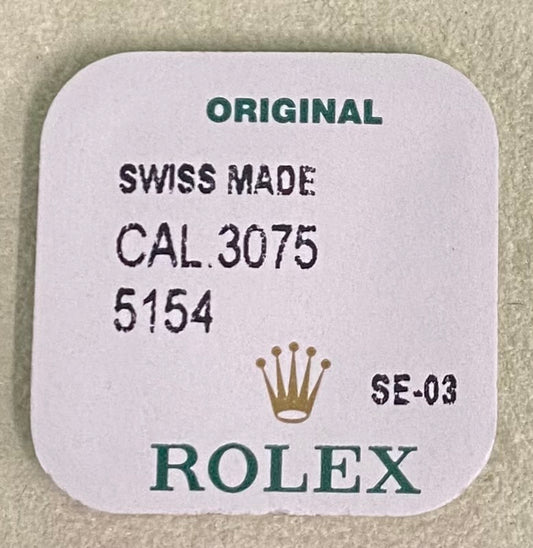 ORIGINAL
SWISS MADE
CAL.3075
5154
SE-03
ROLEX